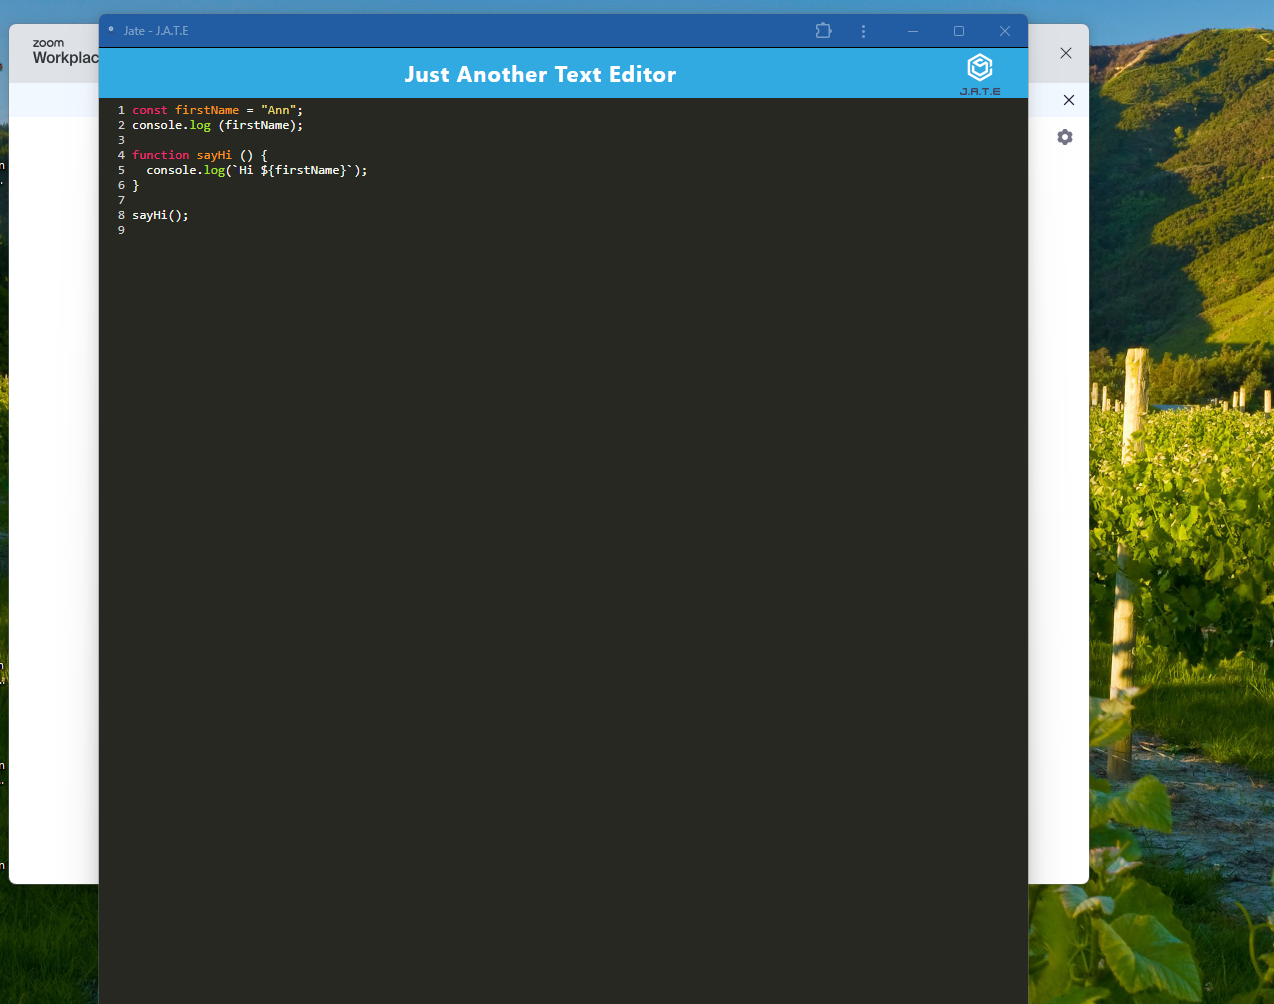 zoom
Workplac
Jate - J.A.T.E
Just Another Text Editor
J.A.T.E
1 const firstName = "Ann";
2 console.log (firstName);
3
4 function sayHi () {
5   console.log(`Hi ${firstName}`);
6 }
7
8 sayHi();
9